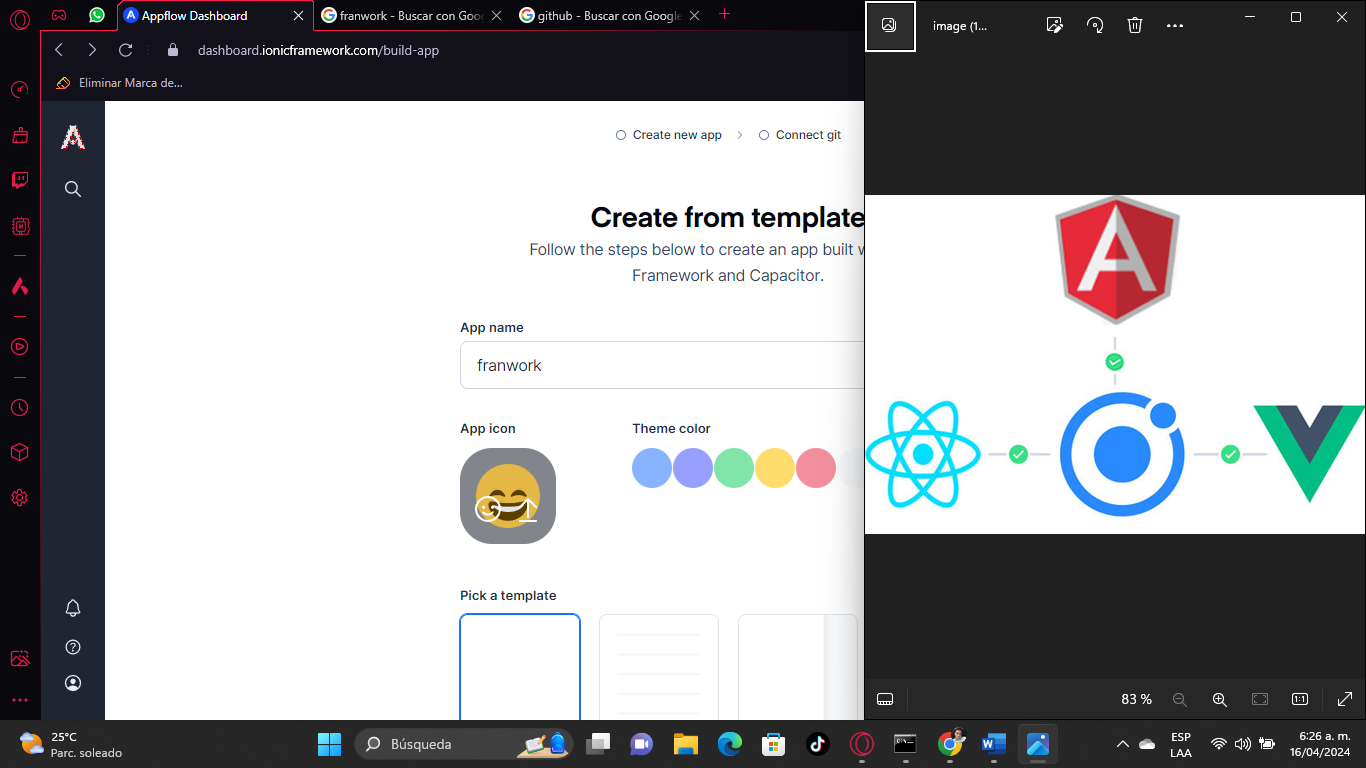 Appflow Dashboard
franwork - Buscar con Goo
github - Buscar con Google
image (1...
dashboard.ionicframework.com/build-app
Eliminar Marca de...
Create new app
Connect git
Create from template
Follow the steps below to create an app built w
Framework and Capacitor.
App name
franwork
App icon
Theme color
Pick a template
83 %
1:1
25°C
Parc. soleado
Búsqueda
ESP
LAA
6:26 a. m.
16/04/2024